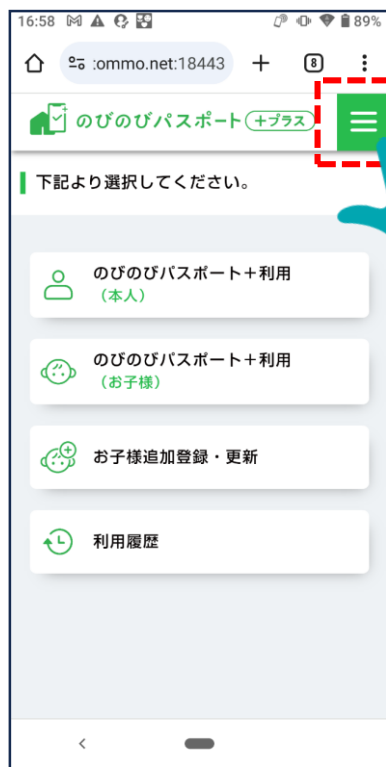 16:58 89%
:ommo.net:18443 8
のびのびパスポート +プラス
下記より選択してください。
のびのびパスポート＋利用
（本人）
のびのびパスポート＋利用
（お子様）
お子様追加登録・更新
利用履歴